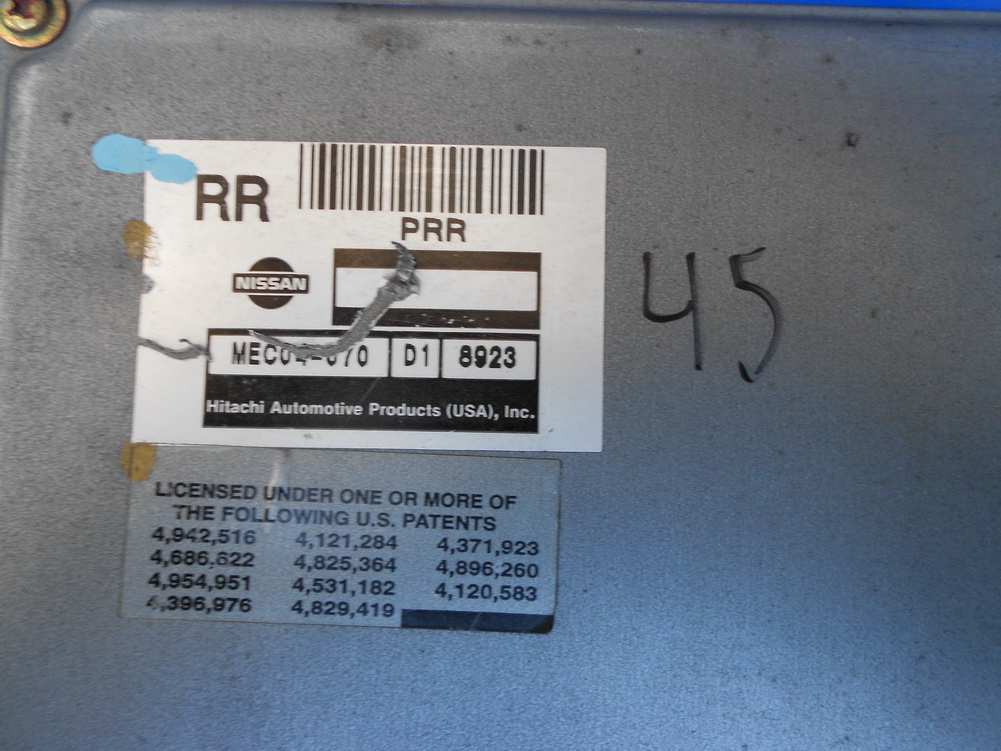 RR
PRR
NISSAN
D1 8923
Hitachi Automotive Products (USA), Inc.
45
LICENSED UNDER ONE OR MORE OF
THE FOLLOWING U.S. PATENTS
4,942,516 4,121,284 4,371,923
4,686,622 4,825,364 4,896,260
4,954,951 4,531,182 4,120,583
4,396,976 4,829,419